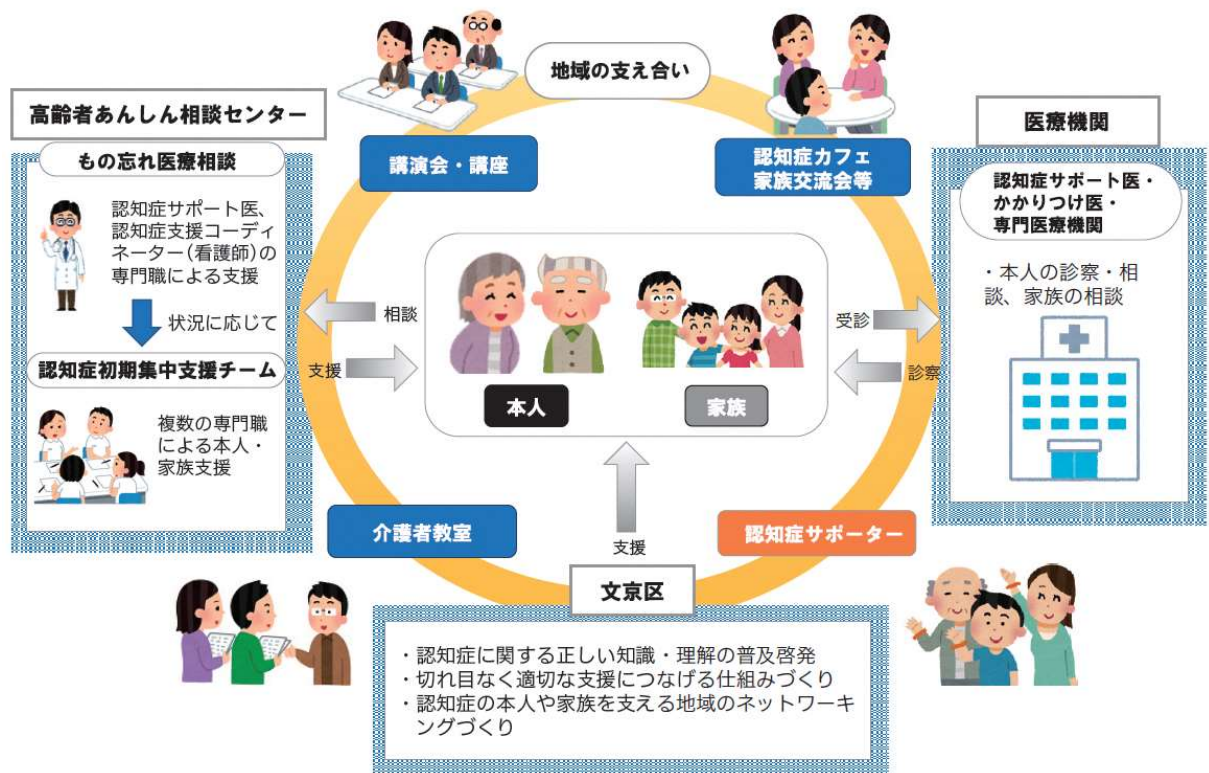 地域の支え合い
高齢者あんしん相談センター
もの忘れ医療相談
認知症サポート医、
認知症支援コーディ
ネーター(看護師)の
専門職による支援
状況に応じて
認知症初期集中支援チーム
複数の専門職
による本人・
家族支援
講演会・講座
認知症カフェ
家族交流会等
医療機関
認知症サポート医・
かかりつけ医・
専門医療機関
・本人の診察・相
談、家族の相談
相談
支援
本人
家族
受診
診察
介護者教室
支援
認知症サポーター
文京区
・認知症に関する正しい知識・理解の普及啓発
・切れ目なく適切な支援につなげる仕組みづくり
・認知症の本人や家族を支える地域のネットワーキ
ングづくり